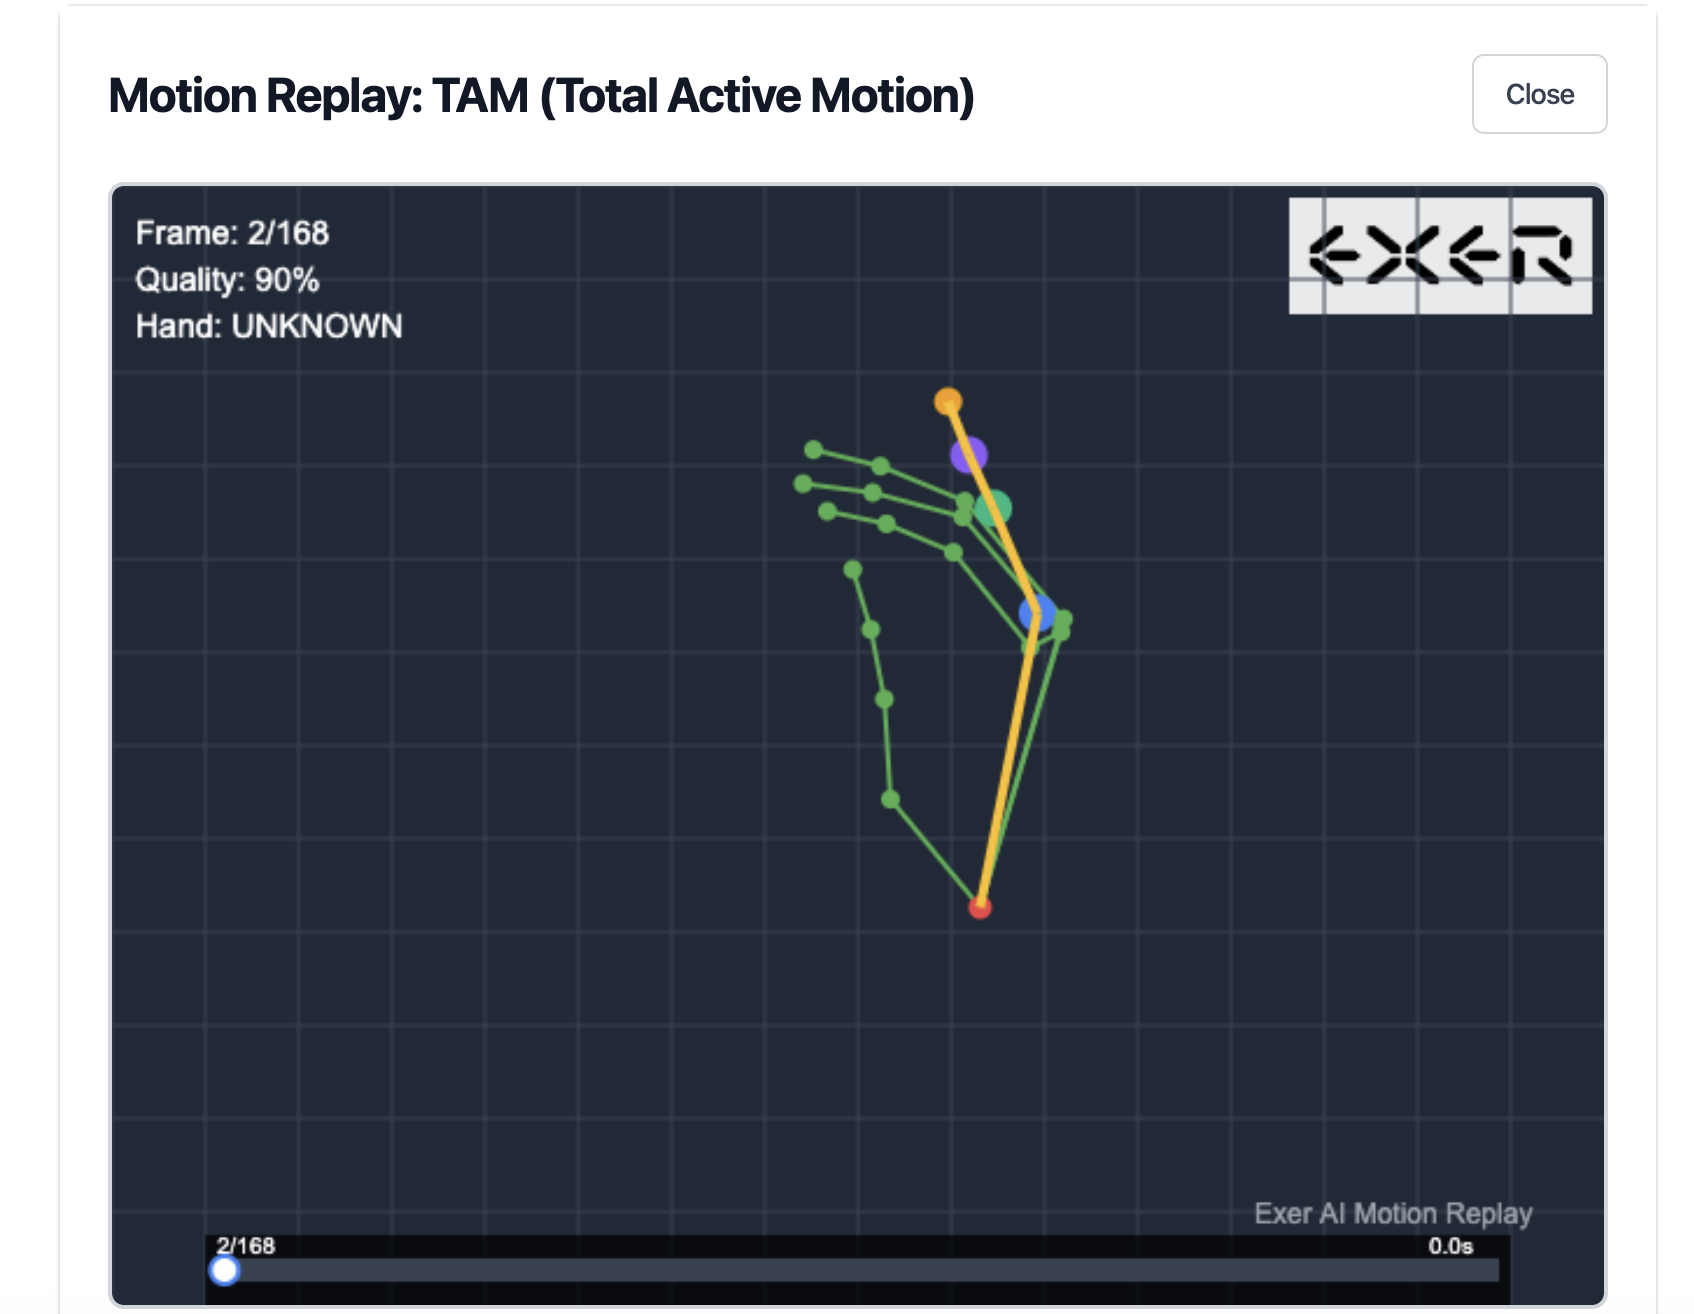 Motion Replay: TAM (Total Active Motion)
Close
Frame: 2/168
Quality: 90%
Hand: UNKNOWN
EXER
Exer AI Motion Replay
2/168
0.0s